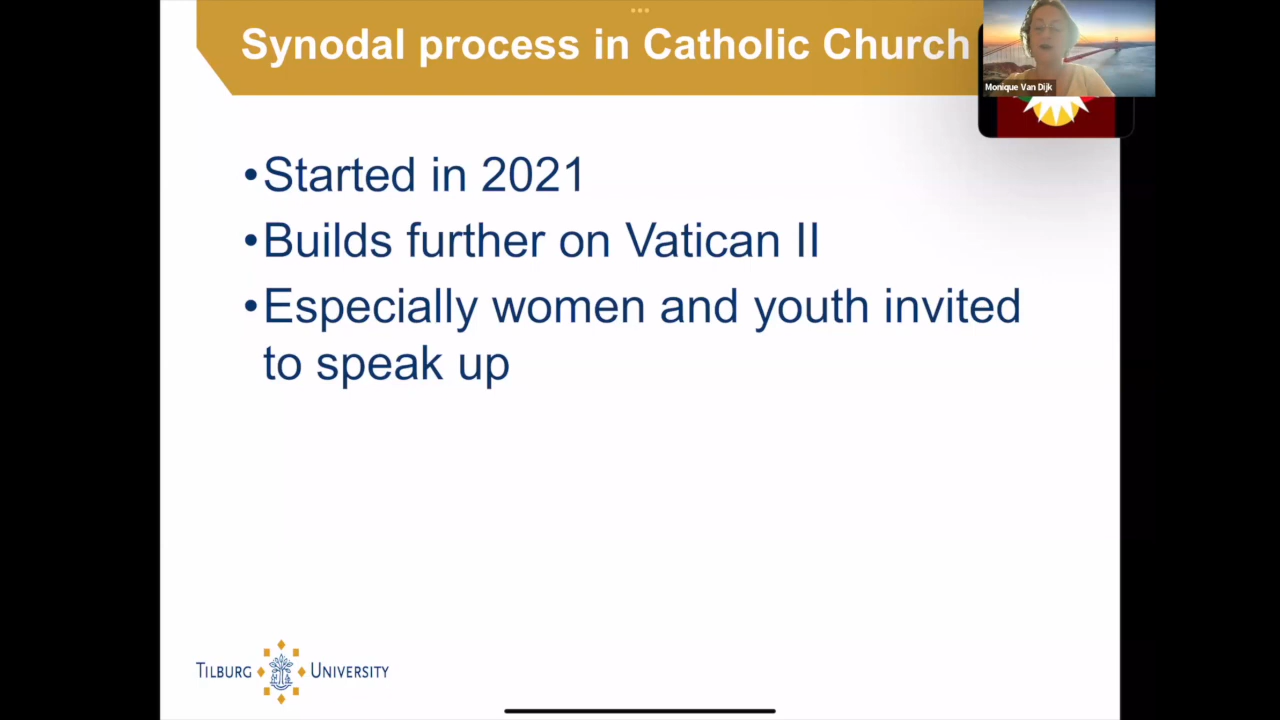 Synodal process in Catholic Church
Monique Van Dijk
•Started in 2021
•Builds further on Vatican II
•Especially women and youth invited
to speak up
TILBURG UNIVERSITY